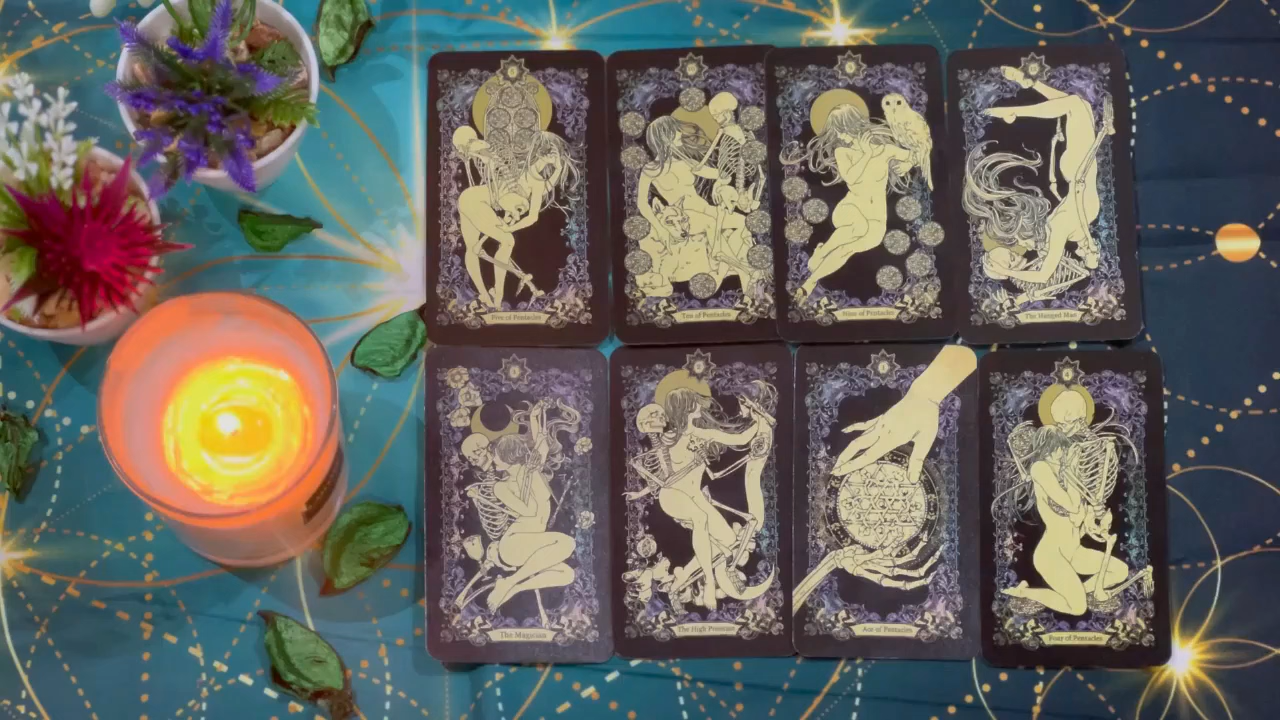 Five of Pentacles
Ten of Pentacles
Nine of Pentacles
The Hanged Man
The Magician
The High Priestess
Ace of Pentacles
Four of Pentacles